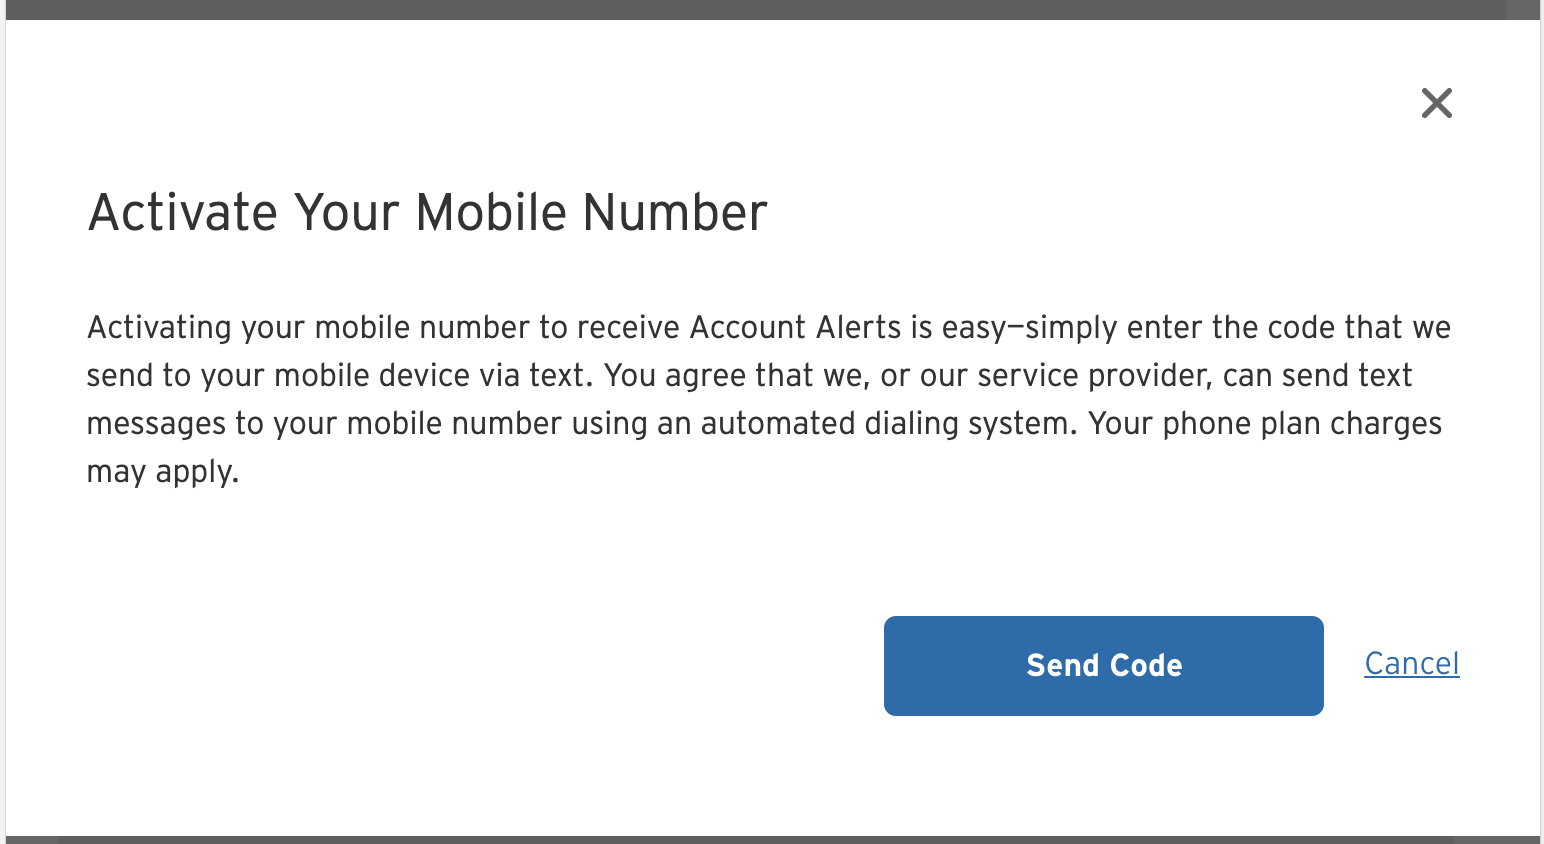 Activate Your Mobile Number
Activating your mobile number to receive Account Alerts is easy—simply enter the code that we
send to your mobile device via text. You agree that we, or our service provider, can send text
messages to your mobile number using an automated dialing system. Your phone plan charges
may apply.
Send Code
Cancel